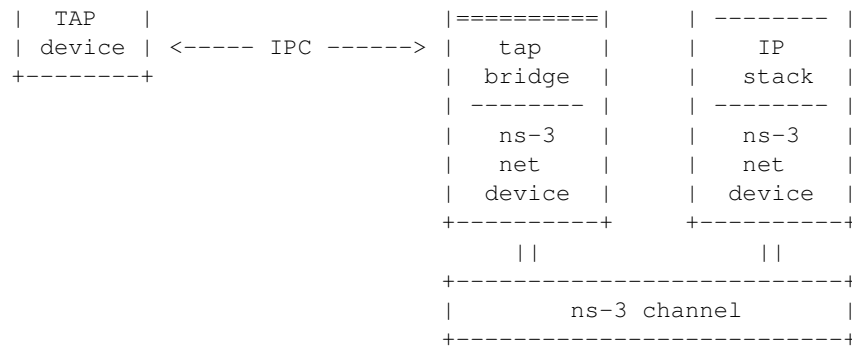 |  TAP   |                    |==========|     | -------- |
| device | <----- IPC ------> |   tap    |     |    IP    |
+--------+                    |  bridge  |     |   stack  |
                              | -------- |     | -------- |
                              |   ns-3   |     |   ns-3   |
                              |   net    |     |   net    |
                              |  device  |     |  device  |
                              +----------+     +----------+
                                   ||               ||
                              +---------------------------+
                              |        ns-3 channel       |
                              +---------------------------+